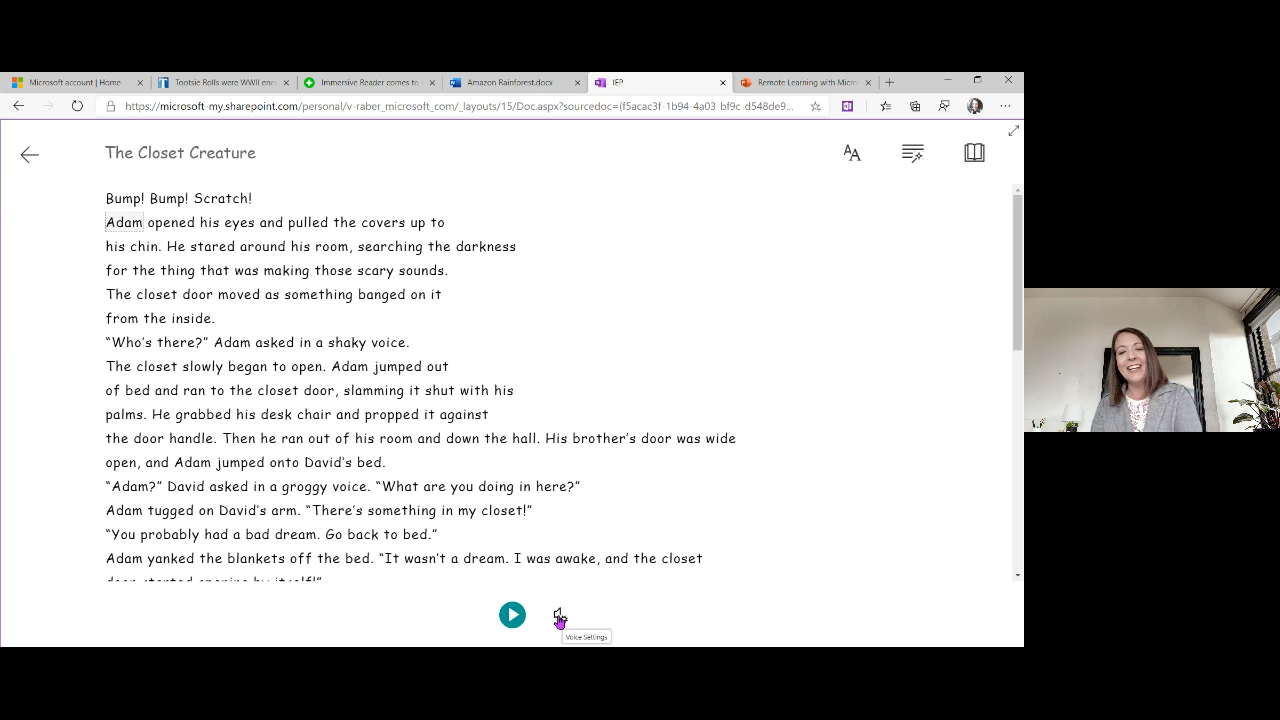 Microsoft account | Home
Tootsie Rolls were WWII ene
Immersive Reader comes to
Amazon Rainforest.docx
IEP
Remote Learning with Micro
https://microsoft-my.sharepoint.com/personal/v-raber_microsoft_com/_layouts/15/Doc.aspx?sourcedoc=(f5acac3f-1b94-4a03-bf9c-d548de9...
The Closet Creature
AA
Bump! Bump! Scratch!
Adam opened his eyes and pulled the covers up to
his chin. He stared around his room, searching the darkness
for the thing that was making those scary sounds.
The closet door moved as something banged on it
from the inside.
“Who’s there?” Adam asked in a shaky voice.
The closet slowly began to open. Adam jumped out
of bed and ran to the closet door, slamming it shut with his
palms. He grabbed his desk chair and propped it against
the door handle. Then he ran out of his room and down the hall. His brother’s door was wide
open, and Adam jumped onto David’s bed.
“Adam?” David asked in a groggy voice. “What are you doing in here?”
Adam tugged on David’s arm. “There’s something in my closet!”
“You probably had a bad dream. Go back to bed.”
Adam yanked the blankets off the bed. “It wasn’t a dream. I was awake, and the closet
door started opening by itself!”
Voice Settings